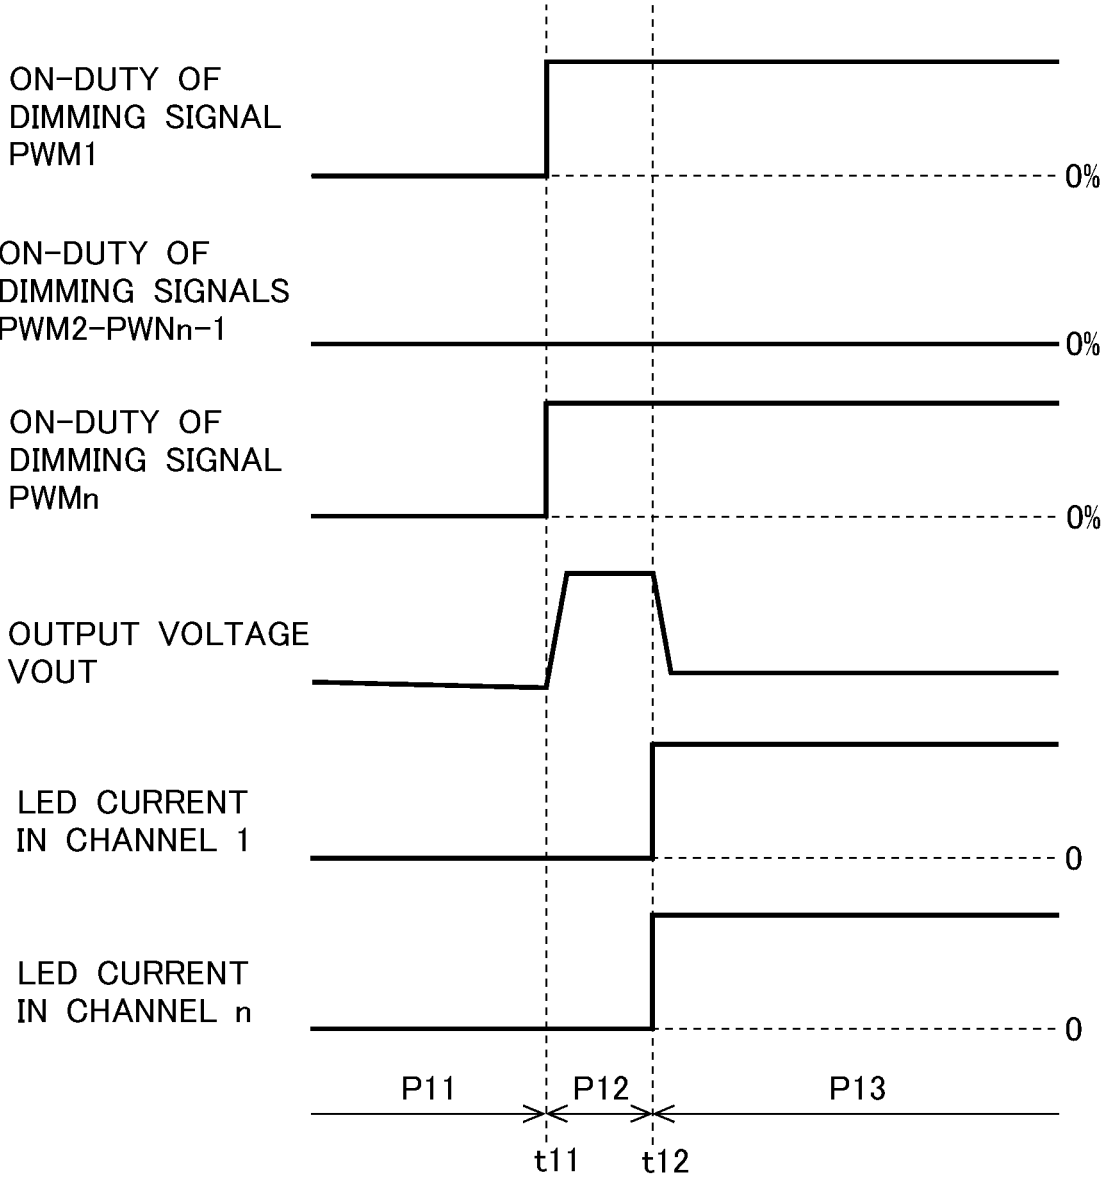 ON-DUTY OF
DIMMING SIGNAL
PWM1
0%
ON-DUTY OF
DIMMING SIGNALS
PWM2-PWNn-1
0%
ON-DUTY OF
DIMMING SIGNAL
PWMn
0%
OUTPUT VOLTAGE
VOUT
LED CURRENT
IN CHANNEL 1
0
LED CURRENT
IN CHANNEL n
0
P11 P12 P13
t11 t12